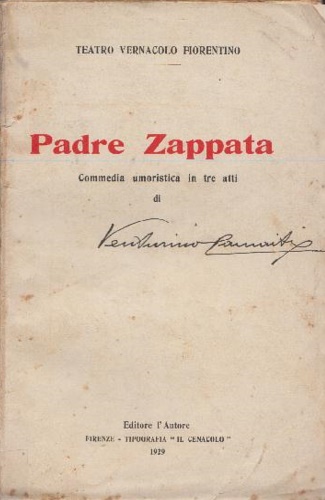 TEATRO VERNACOLO FIORENTINO
Padre Zappata
Commedia umoristica in tre atti
di
Venturino Camaiti
Editore l'Autore
FIRENZE - TIPOGRAFIA "IL CENACOLO"
1929